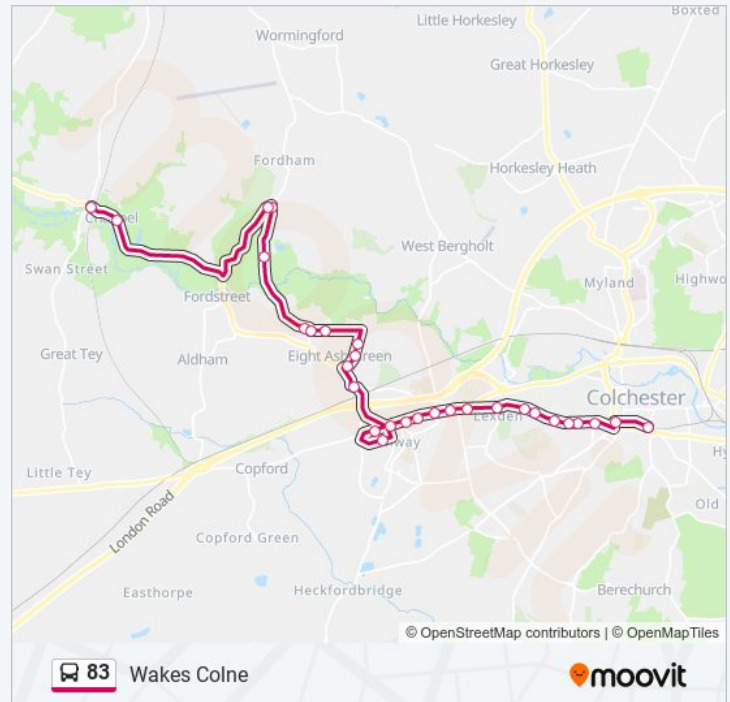 Boxted
Little Horkesley
Wormingford
Great Horkesley
Fordham
Horkesley Heath
Chappel
West Bergholt
Swan Street
Myland
Highwo
Fordstreet
Great Tey
Aldham
Eight Ash Green
Colchester
Lexden
Little Tey
Copford
Hy
London Road
Old
Copford Green
Easthorpe
Heckfordbridge
Berechurch
© OpenStreetMap contributors | © OpenMapTiles
83 Wakes Colne
moovit